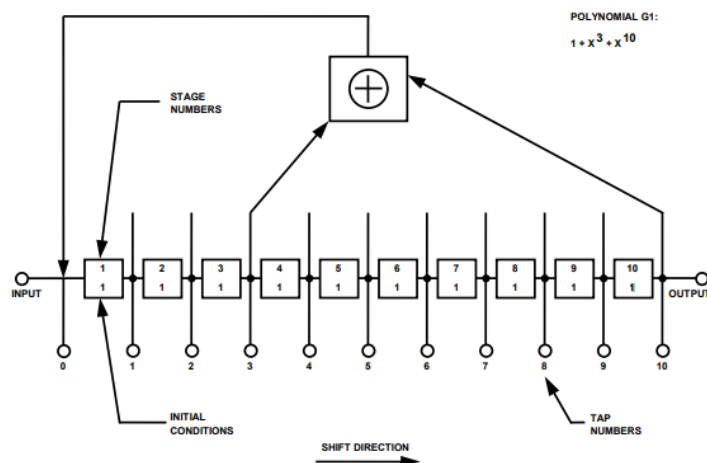 POLYNOMIAL G1:
1 + X^3 + X^10
STAGE
NUMBERS
1 2 3 4 5 6 7 8 9 10
1 1 1 1 1 1 1 1 1 1
INPUT
OUTPUT
0 1 2 3 4 5 6 7 8 9 10
INITIAL
CONDITIONS
TAP
NUMBERS
SHIFT DIRECTION